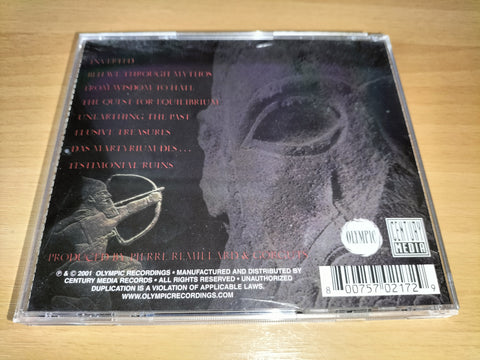 INVERTED
BEHIVE THROUGH MYTHOS
FROM WISDOM TO HATE
THE QUEST FOR EQUILIBRIUM
UNEARTHING THE PAST
ELUSIVE TREASURES
DAS MARTYRIUM DES . . .
TESTIMONIAL RUINS
PRODUCED BY PIERRE REMILLARD & GORGUTS
OLYMPIC
CENTURY
MEDIA
℗ & © 2001 OLYMPIC RECORDINGS • MANUFACTURED AND DISTRIBUTED BY
CENTURY MEDIA RECORDS • ALL RIGHTS RESERVED • UNAUTHORIZED
DUPLICATION IS A VIOLATION OF APPLICABLE LAWS.
WWW.OLYMPICRECORDINGS.COM
8 00757 02172 9